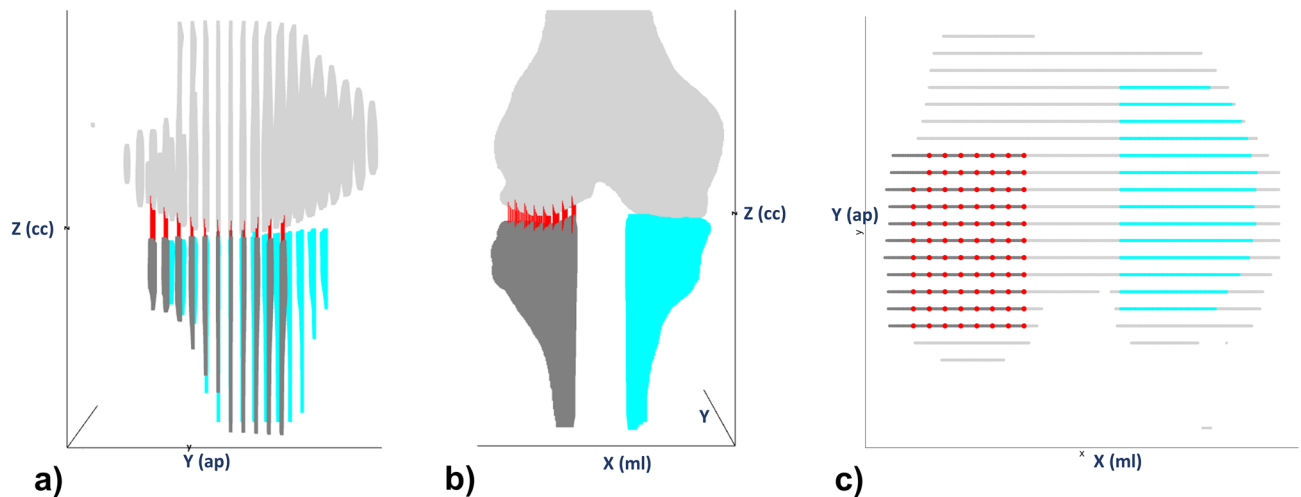 Z (cc)
z
y
Y (ap)
a)
z
Z (cc)
Y
X (ml)
b)
Y (ap)
y
x
X (ml)
c)